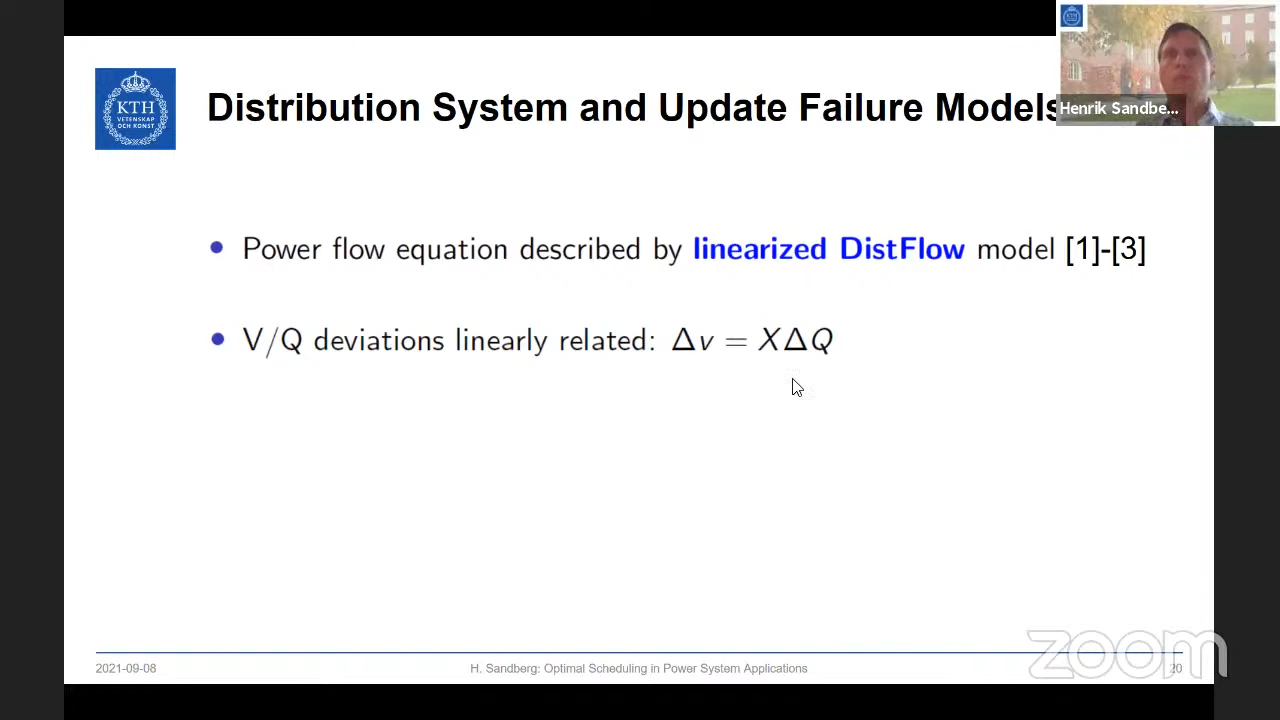 KTH
VETENSKAP
OCH KONST
Distribution System and Update Failure Models
KTH
Henrik Sandbe...
• Power flow equation described by linearized DistFlow model [1]-[3]
• V/Q deviations linearly related: Δv = XΔQ
2021-09-08
H. Sandberg: Optimal Scheduling in Power System Applications
20
zoom